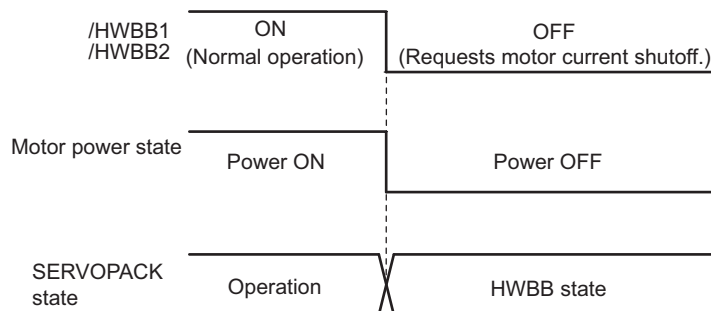 /HWBB1
/HWBB2
ON
(Normal operation)
OFF
(Requests motor current shutoff.)
Motor power state
Power ON
Power OFF
SERVOPACK
state
Operation
HWBB state